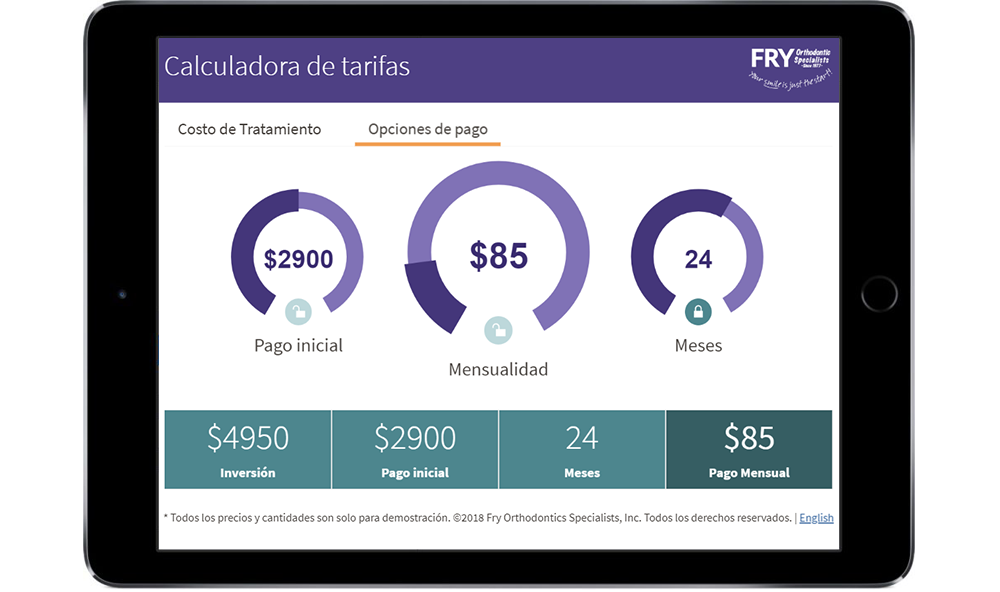 Calculadora de tarifas
FRY Orthodontic
Specialists
-Since 1977-
Your smile is just the start!
Costo de Tratamiento
Opciones de pago
$2900
Pago inicial
$85
Mensualidad
24
Meses
$4950
Inversión
$2900
Pago inicial
24
Meses
$85
Pago Mensual
* Todos los precios y cantidades son solo para demostración. ©2018 Fry Orthodontics Specialists, Inc. Todos los derechos reservados. | English